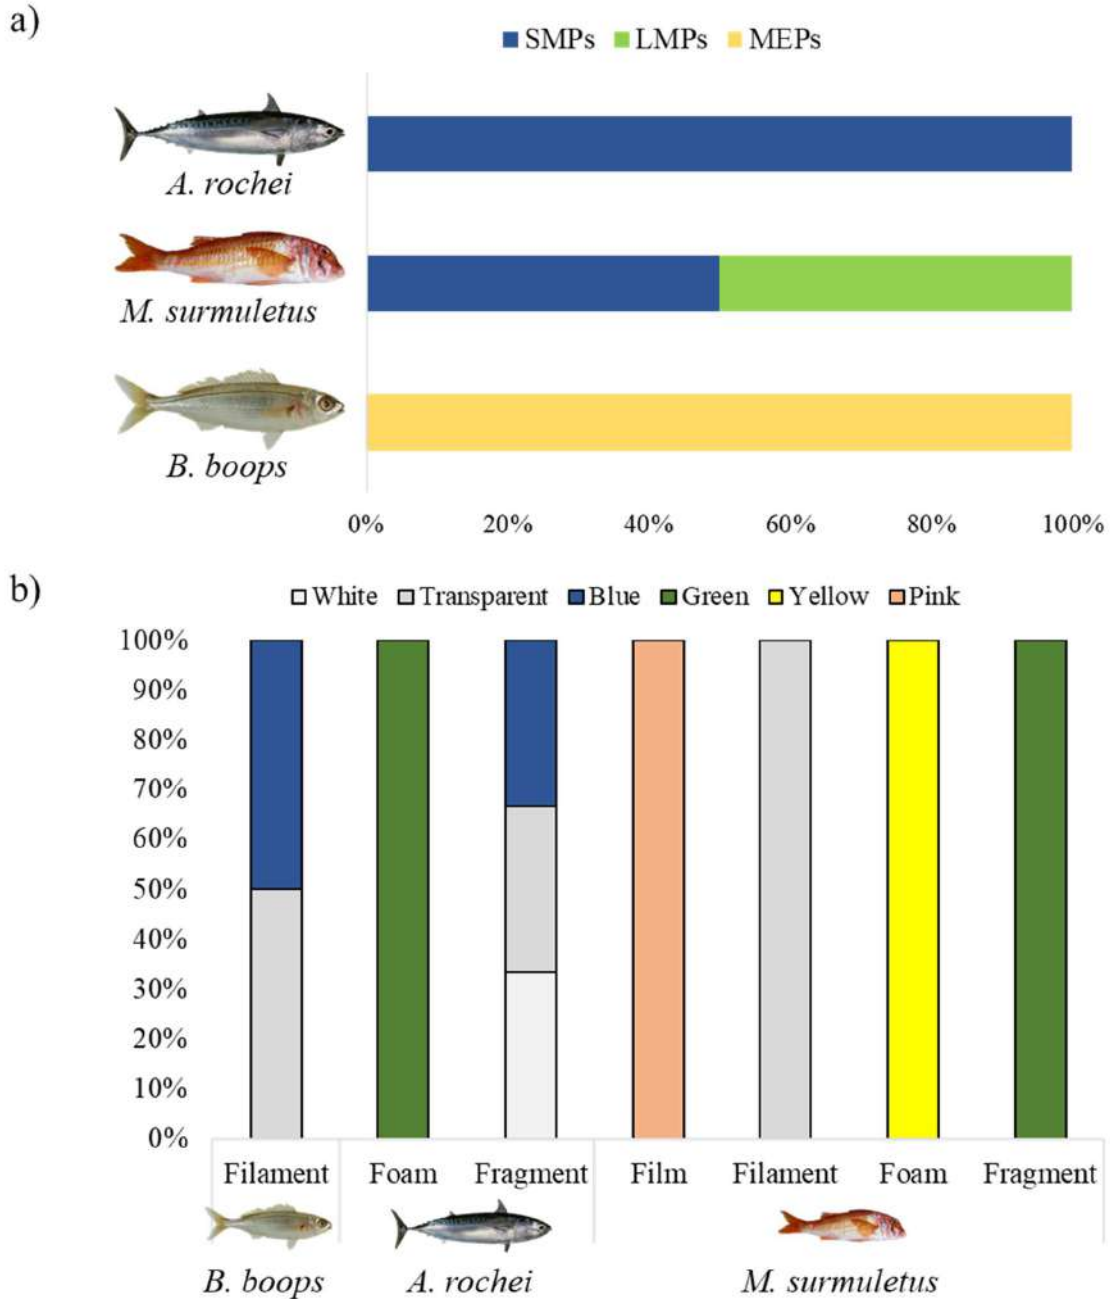 a)
SMPs LMPs MEPs
A. rochei
M. surmuletus
B. boops
0% 20% 40% 60% 80% 100%
b)
White Transparent Blue Green Yellow Pink
100%
90%
80%
70%
60%
50%
40%
30%
20%
10%
0%
Filament Foam Fragment Film Filament Foam Fragment
B. boops A. rochei M. surmuletus